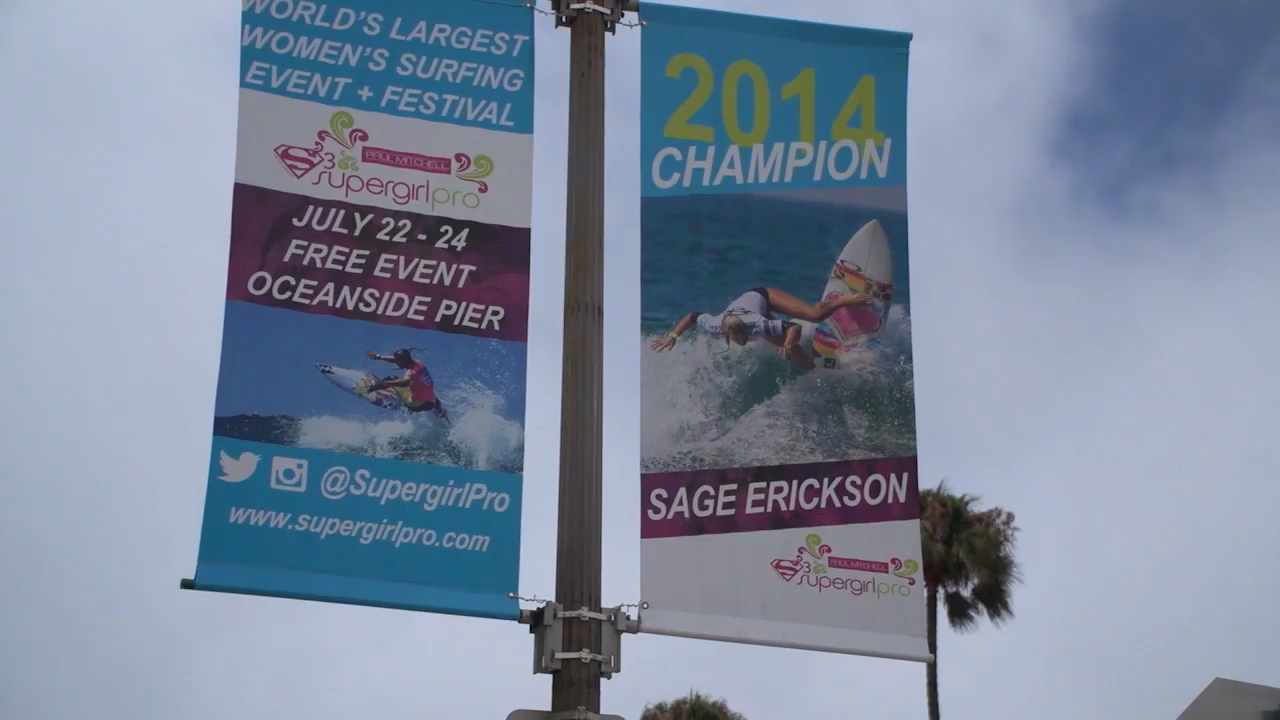 WORLD'S LARGEST
WOMEN'S SURFING
EVENT + FESTIVAL
PAUL MITCHELL
supergirlpro
JULY 22 - 24
FREE EVENT
OCEANSIDE PIER
@SupergirlPro
www.supergirlpro.com
2014
CHAMPION
SAGE ERICKSON
PAUL MITCHELL
supergirlpro